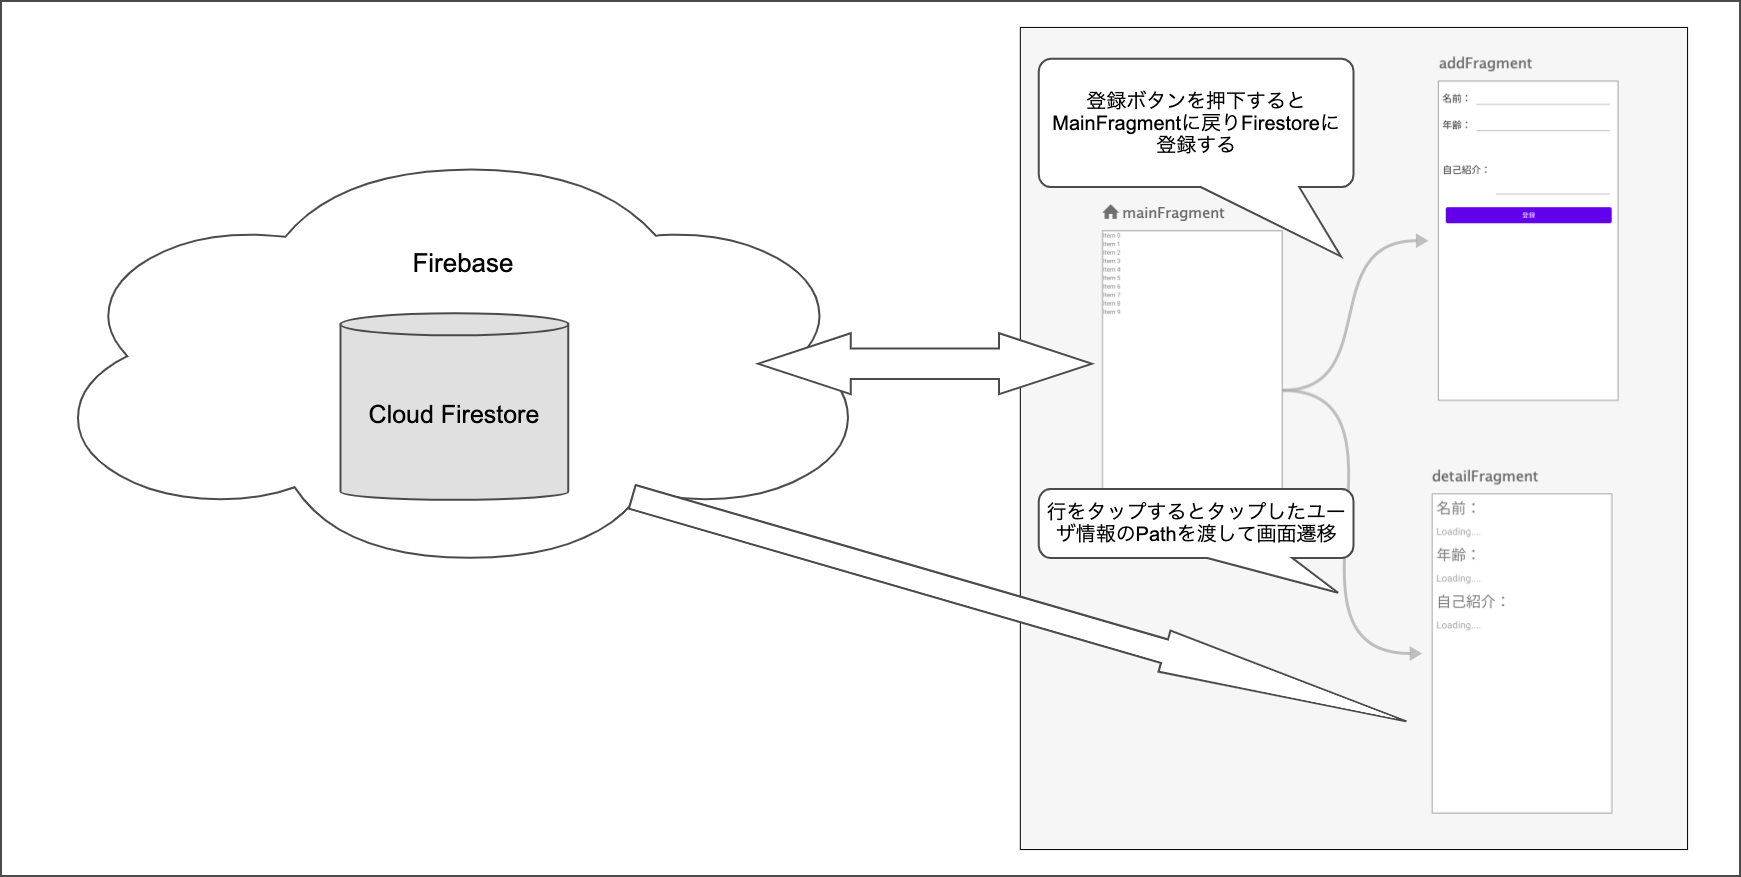 Firebase
Cloud Firestore
登録ボタンを押下すると
MainFragmentに戻りFirestoreに
登録する
mainFragment
Item 0
Item 1
Item 2
Item 3
Item 4
Item 5
Item 6
Item 7
Item 8
Item 9
行をタップするとタップしたユー
ザ情報のPathを渡して画面遷移
addFragment
名前：
年齢：
自己紹介：
登録
detailFragment
名前：
Loading....
年齢：
Loading....
自己紹介：
Loading....